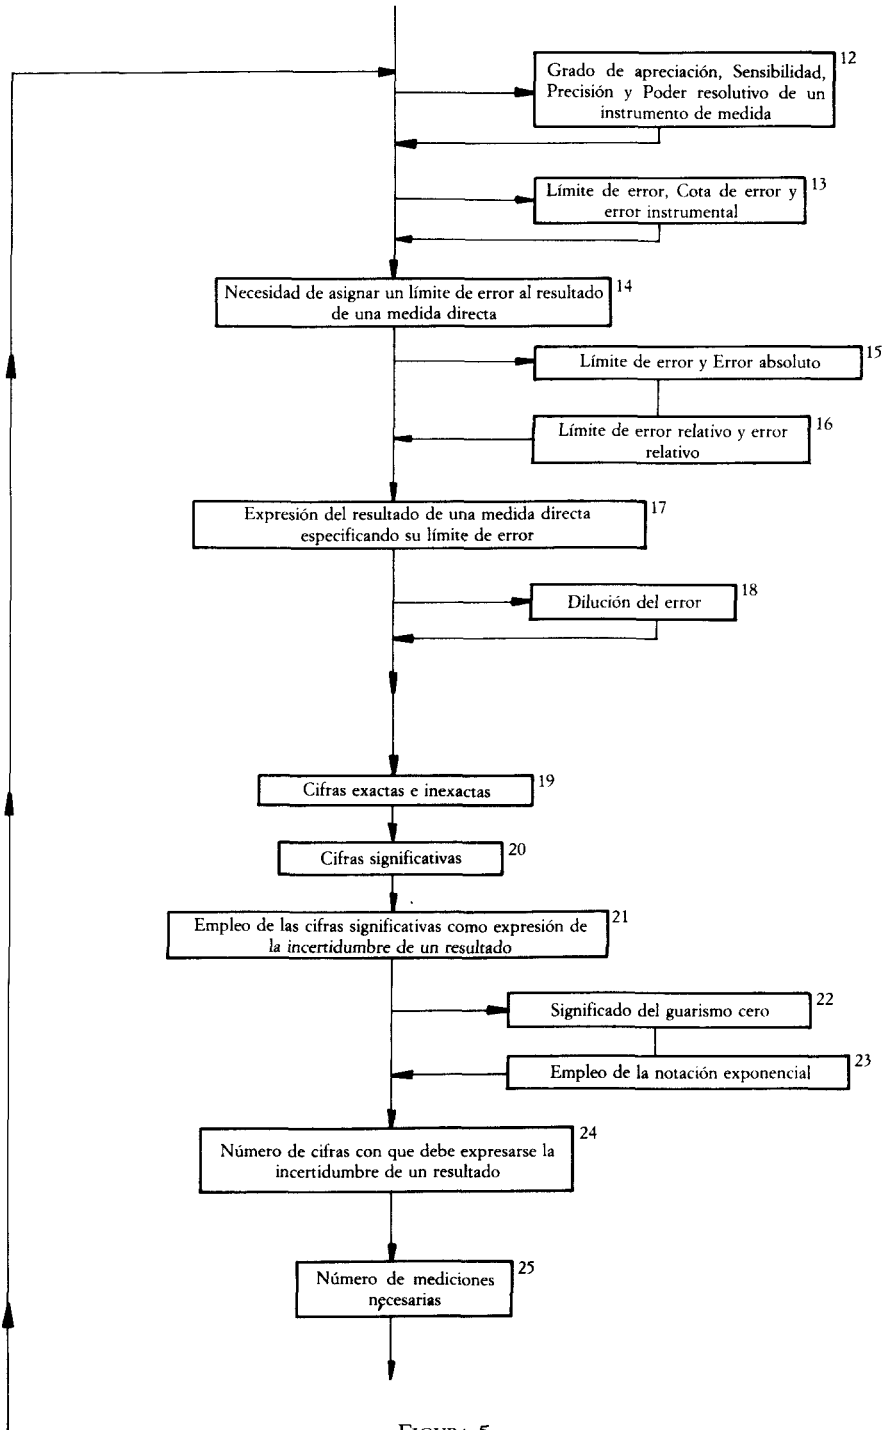 12
Grado de apreciación, Sensibilidad,
Precisión y Poder resolutivo de un
instrumento de medida
13
Límite de error, Cota de error y
error instrumental
14
Necesidad de asignar un límite de error al resultado
de una medida directa
15
Límite de error y Error absoluto
16
Límite de error relativo y error
relativo
17
Expresión del resultado de una medida directa
especificando su límite de error
18
Dilución del error
19
Cifras exactas e inexactas
20
Cifras significativas
21
Empleo de las cifras significativas como expresión de
la incertidumbre de un resultado
22
Significado del guarismo cero
23
Empleo de la notación exponencial
24
Número de cifras con que debe expresarse la
incertidumbre de un resultado
25
Número de mediciones
necesarias
FIGURA 5